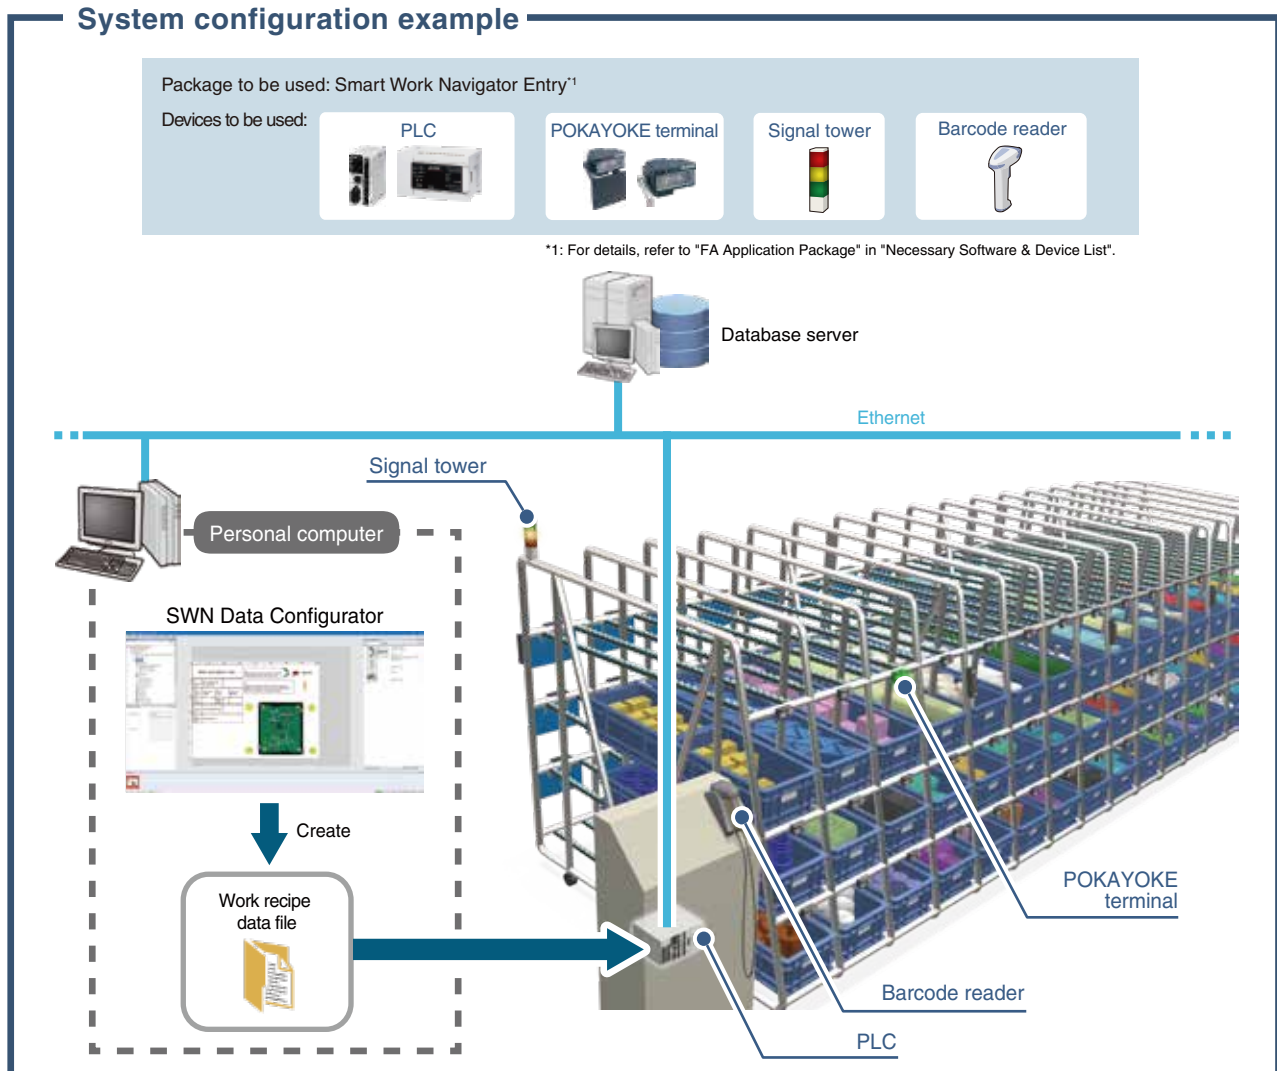 System configuration example
Package to be used: Smart Work Navigator Entry*1
Devices to be used:
PLC
POKAYOKE terminal
Signal tower
Barcode reader
*1: For details, refer to "FA Application Package" in "Necessary Software & Device List".
Database server
Ethernet
Signal tower
Personal computer
SWN Data Configurator
Create
Work recipe
data file
POKAYOKE
terminal
Barcode reader
PLC